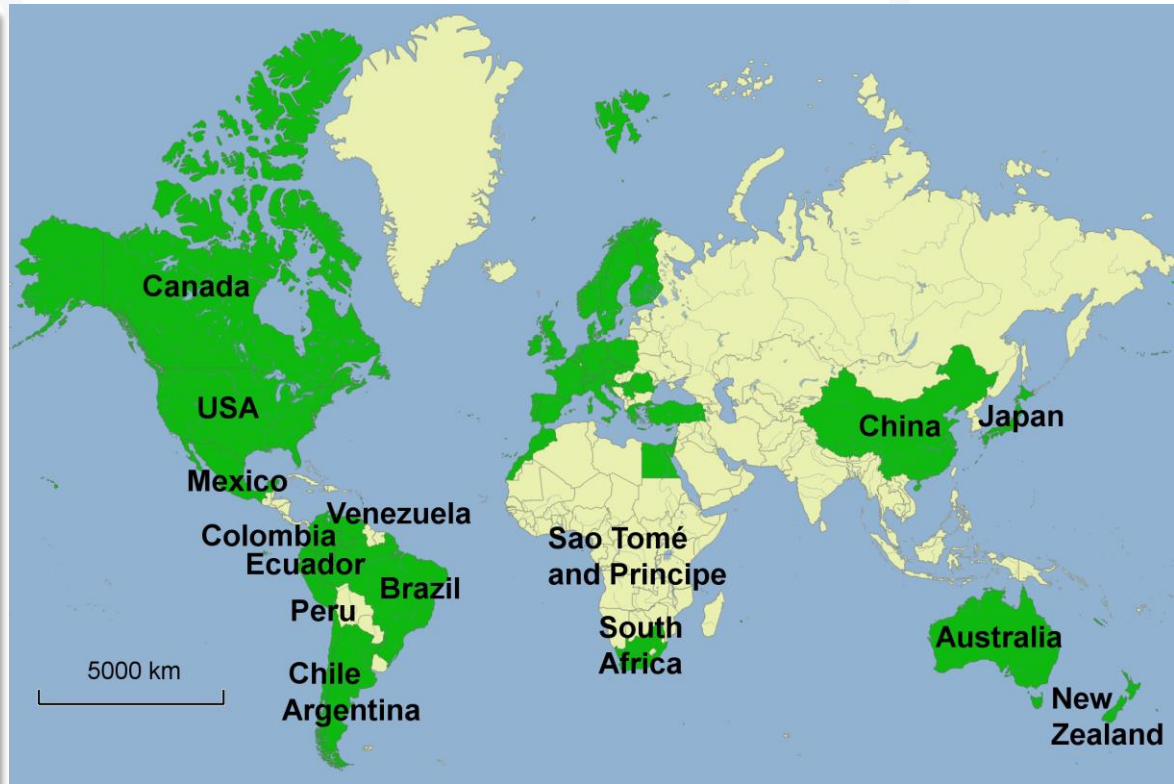 Canada
USA
Mexico
Venezuela
Colombia
Ecuador
Brazil
Peru
Chile
Argentina
5000 km
Sao Tomé
and Principe
South
Africa
China
Japan
Australia
New
Zealand